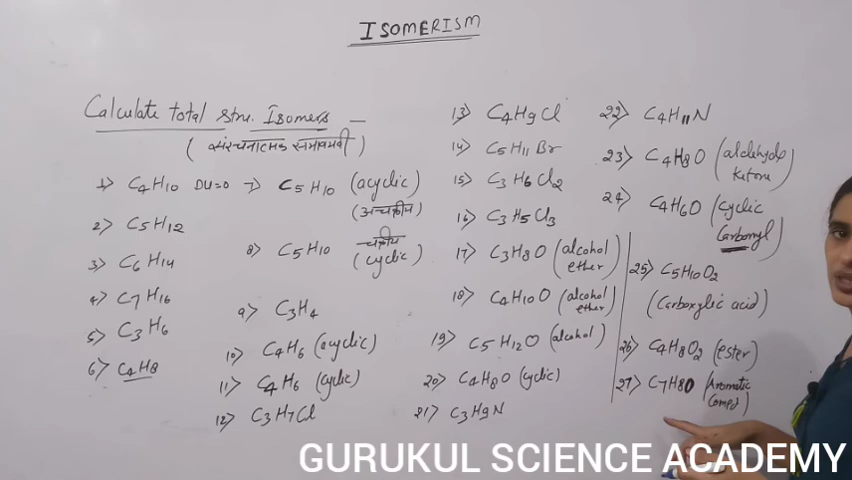 ISOMERISM
Calculate total stru. Isomers –
(संरचनात्मक समावयवी)
1> C4H10 DU=0
2> C5H12
3> C6H14
4> C7H16
5> C3H6
6> C4H8
7> C5H10 (acyclic)
(अचक्रीय)
8> C5H10 चक्रीय
(cyclic)
9> C3H4
10> C4H6 (acyclic)
11> C4H6 (cyclic)
12> C3H7Cl
13> C4H9Cl
14> C5H11Br
15> C3H6Cl2
16> C3H5Cl3
17> C3H8O (alcohol
ether)
18> C4H10O (alcohol
ether)
19> C5H12O (alcohol)
20> C4H8O (cyclic)
21> C3H9N
22> C4H11N
23> C4H8O (aldehyde
ketone)
24> C4H6O (cyclic
Carbonyl)
25> C5H10O2
(Carboxylic acid)
26> C4H8O2 (ester)
27> C7H8O (Aromatic
Compd)
GURUKUL SCIENCE ACADEMY